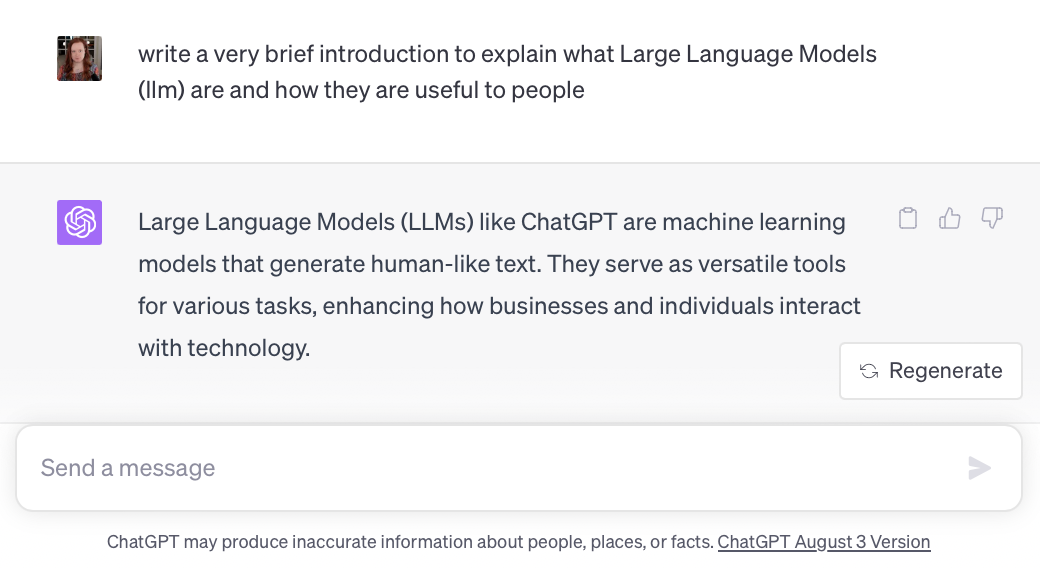 write a very brief introduction to explain what Large Language Models
(llm) are and how they are useful to people
Large Language Models (LLMs) like ChatGPT are machine learning
models that generate human-like text. They serve as versatile tools
for various tasks, enhancing how businesses and individuals interact
with technology.
Regenerate
Send a message
ChatGPT may produce inaccurate information about people, places, or facts. ChatGPT August 3 Version